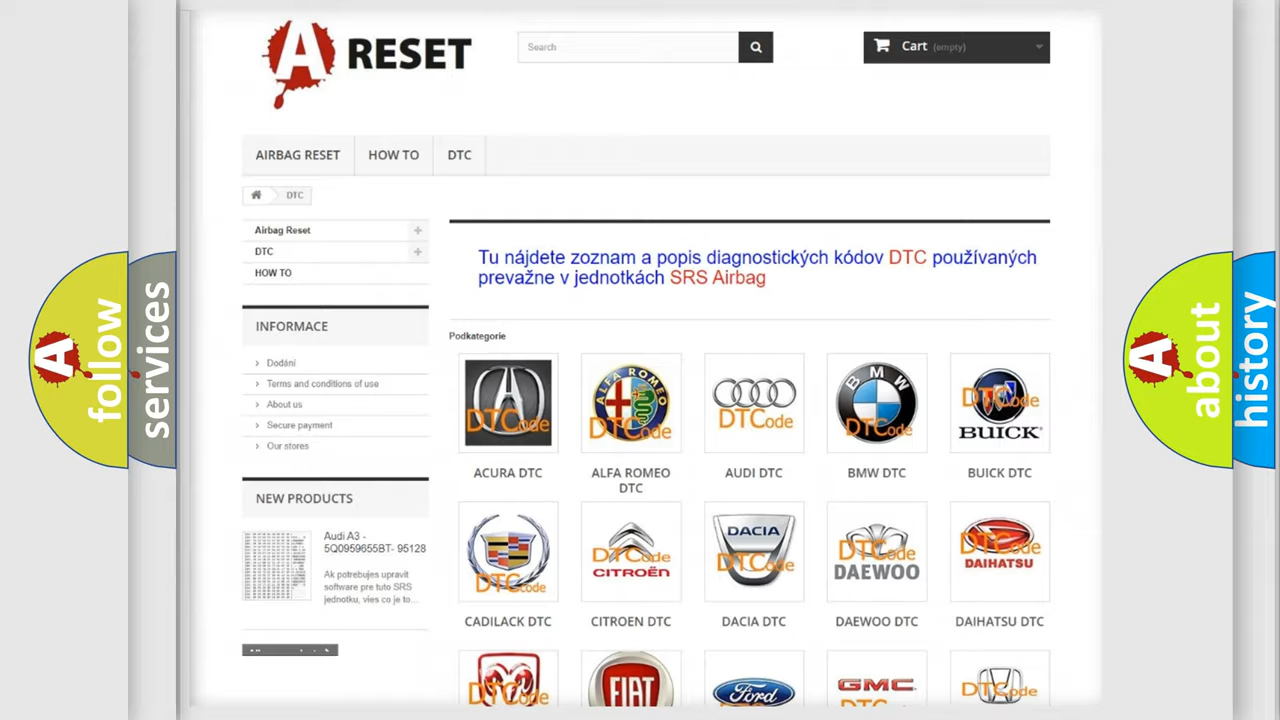 A RESET
Search
Cart (empty)
AIRBAG RESET
HOW TO
DTC
DTC
Airbag Reset
DTC
HOW TO
Tu nájdete zoznam a popis diagnostických kódov DTC používaných
prevažne v jednotkách SRS Airbag
INFORMACE
Dodání
Terms and conditions of use
About us
Secure payment
Our stores
NEW PRODUCTS
Audi A3 -
5Q0959655BT- 95128
Ak potrebujes upravit
software pre tuto SRS
jednotku, vies co je to...
Podkategorie
DTCode
ALFA ROMEO
DTCode
DTCode
BMW
DTCode
DTCode
BUICK
ACURA DTC
ALFA ROMEO
DTC
AUDI DTC
BMW DTC
BUICK DTC
DTCode
DTCode
CITROËN
DACIA
DTCode
DTCode
DAEWOO
DTCode
DAIHATSU
CADILACK DTC
CITROEN DTC
DACIA DTC
DAEWOO DTC
DAIHATSU DTC
DTCode
FIAT
Ford
GMC
DTCode
A follow
services
A about
history